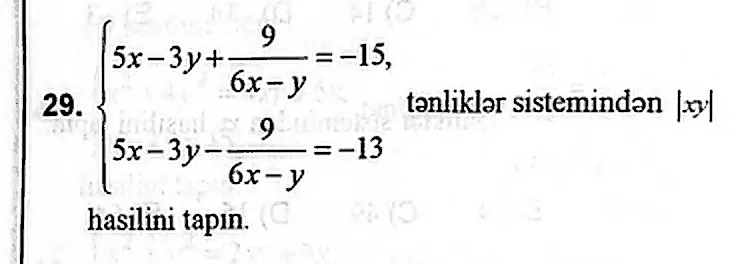 29. { 5x – 3y + 9/(6x – y) = –15,
5x – 3y – 9/(6x – y) = –13
tənliklər sistemindən |xy|
hasilini tapın.